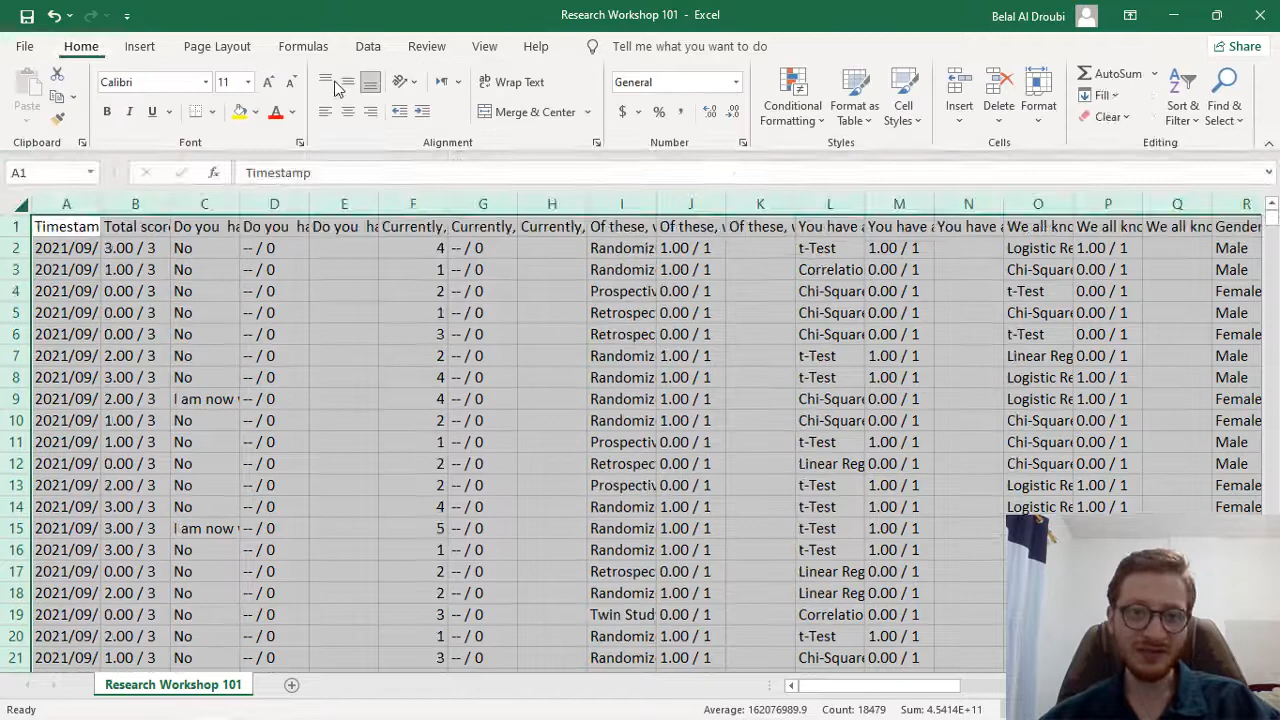 Research Workshop 101 - Excel
Belal Al Droubi
File Home Insert Page Layout Formulas Data Review View Help Tell me what you want to do Share
Calibri 11 Wrap Text General AutoSum
Paste B I U Merge & Center $ % Conditional Formatting Format as Table Cell Styles Insert Delete Format Fill Clear Sort & Filter Find & Select
Clipboard Font Alignment Number Styles Cells Editing
A1 fx Timestamp
A B C D E F G H I J K L M N O P Q R
1 Timestam Total score Do you ha Do you ha Do you ha Currently, Currently, Currently, Of these, w Of these, w Of these, w You have a You have a You have a We all kno We all kno We all kno Gender
2 2021/09/ 3.00 / 3 No -- / 0 4 -- / 0 Randomiz 1.00 / 1 t-Test 1.00 / 1 Logistic Re 1.00 / 1 Male
3 2021/09/ 1.00 / 3 No -- / 0 1 -- / 0 Randomiz 1.00 / 1 Correlatio 0.00 / 1 Chi-Square 0.00 / 1 Male
4 2021/09/ 0.00 / 3 No -- / 0 2 -- / 0 Prospectiv 0.00 / 1 Chi-Square 0.00 / 1 t-Test 0.00 / 1 Female
5 2021/09/ 0.00 / 3 No -- / 0 1 -- / 0 Retrospec 0.00 / 1 Chi-Square 0.00 / 1 Chi-Square 0.00 / 1 Male
6 2021/09/ 0.00 / 3 No -- / 0 3 -- / 0 Retrospec 0.00 / 1 Chi-Square 0.00 / 1 t-Test 0.00 / 1 Female
7 2021/09/ 2.00 / 3 No -- / 0 2 -- / 0 Randomiz 1.00 / 1 t-Test 1.00 / 1 Linear Reg 0.00 / 1 Male
8 2021/09/ 3.00 / 3 No -- / 0 4 -- / 0 Randomiz 1.00 / 1 t-Test 1.00 / 1 Logistic Re 1.00 / 1 Male
9 2021/09/ 2.00 / 3 I am now w -- / 0 4 -- / 0 Randomiz 1.00 / 1 Chi-Square 0.00 / 1 Logistic Re 1.00 / 1 Female
10 2021/09/ 1.00 / 3 No -- / 0 2 -- / 0 Randomiz 1.00 / 1 Chi-Square 0.00 / 1 Chi-Square 0.00 / 1 Female
11 2021/09/ 1.00 / 3 No -- / 0 1 -- / 0 Prospectiv 0.00 / 1 t-Test 1.00 / 1 Chi-Square 0.00 / 1 Male
12 2021/09/ 0.00 / 3 No -- / 0 2 -- / 0 Retrospec 0.00 / 1 Linear Reg 0.00 / 1 Chi-Square 0.00 / 1 Male
13 2021/09/ 2.00 / 3 No -- / 0 2 -- / 0 Prospectiv 0.00 / 1 t-Test 1.00 / 1 Logistic Re 1.00 / 1 Female
14 2021/09/ 3.00 / 3 No -- / 0 4 -- / 0 Randomiz 1.00 / 1 t-Test 1.00 / 1 Logistic Re 1.00 / 1 Female
15 2021/09/ 3.00 / 3 I am now w -- / 0 5 -- / 0 Randomiz 1.00 / 1 t-Test 1.00 / 1
16 2021/09/ 3.00 / 3 No -- / 0 1 -- / 0 Randomiz 1.00 / 1 t-Test 1.00 / 1
17 2021/09/ 0.00 / 3 No -- / 0 2 -- / 0 Retrospec 0.00 / 1 Linear Reg 0.00 / 1
18 2021/09/ 2.00 / 3 No -- / 0 2 -- / 0 Randomiz 1.00 / 1 Linear Reg 0.00 / 1
19 2021/09/ 0.00 / 3 No -- / 0 3 -- / 0 Twin Stud 0.00 / 1 Correlatio 0.00 / 1
20 2021/09/ 2.00 / 3 No -- / 0 1 -- / 0 Randomiz 1.00 / 1 t-Test 1.00 / 1
21 2021/09/ 1.00 / 3 No -- / 0 3 -- / 0 Randomiz 1.00 / 1 Chi-Square 0.00 / 1
Research Workshop 101
Ready Average: 162076989.9 Count: 18479 Sum: 4.5414E+11